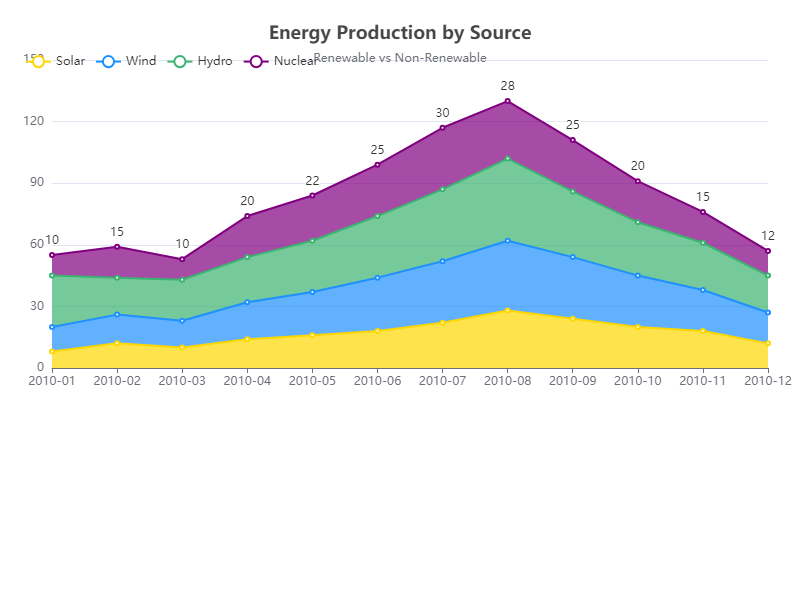 Energy Production by Source
Renewable vs Non-Renewable
Solar Wind Hydro Nuclear
150
120
90
60
30
0
10 15 10 20 22 25 30 28 25 20 15 12
2010-01 2010-02 2010-03 2010-04 2010-05 2010-06 2010-07 2010-08 2010-09 2010-10 2010-11 2010-12